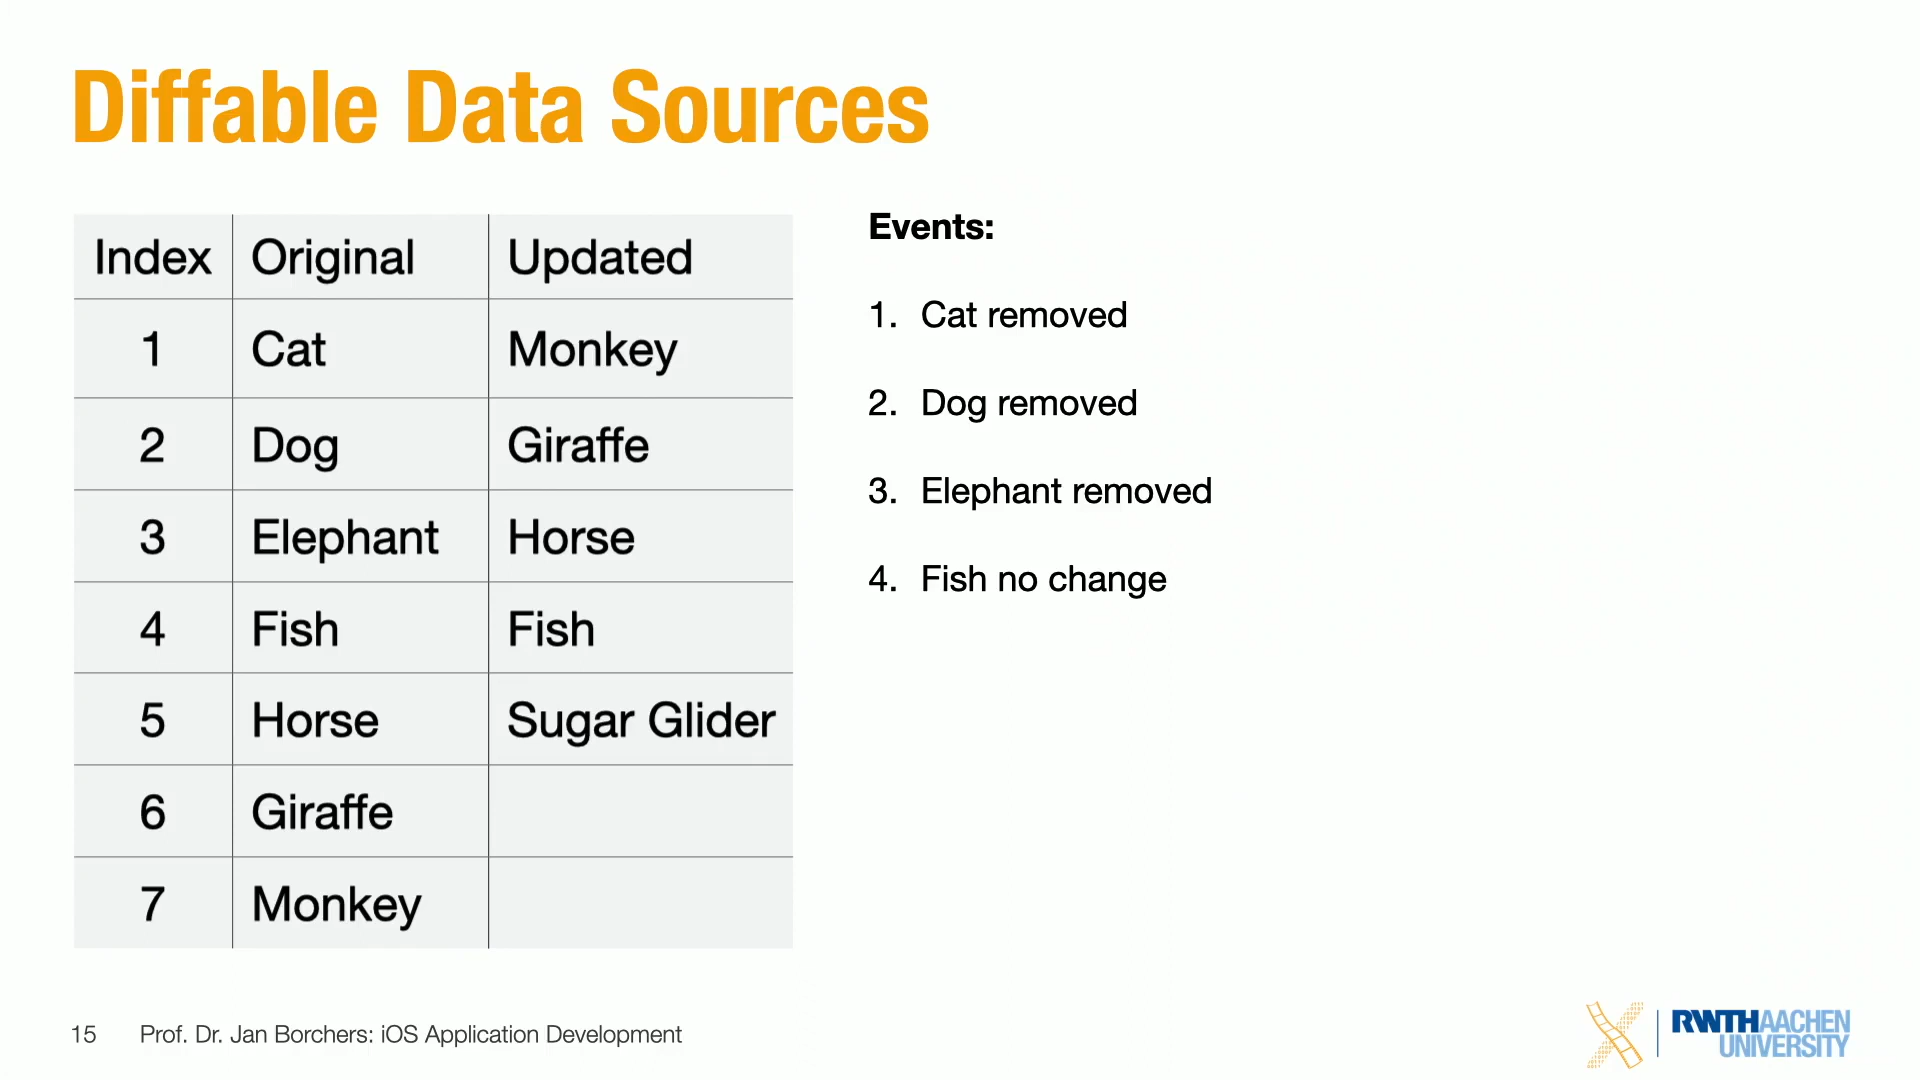 Diffable Data Sources
Index Original Updated
1 Cat Monkey
2 Dog Giraffe
3 Elephant Horse
4 Fish Fish
5 Horse Sugar Glider
6 Giraffe
7 Monkey
Events:
1. Cat removed
2. Dog removed
3. Elephant removed
4. Fish no change
15 Prof. Dr. Jan Borchers: iOS Application Development
RWTHAACHEN
UNIVERSITY